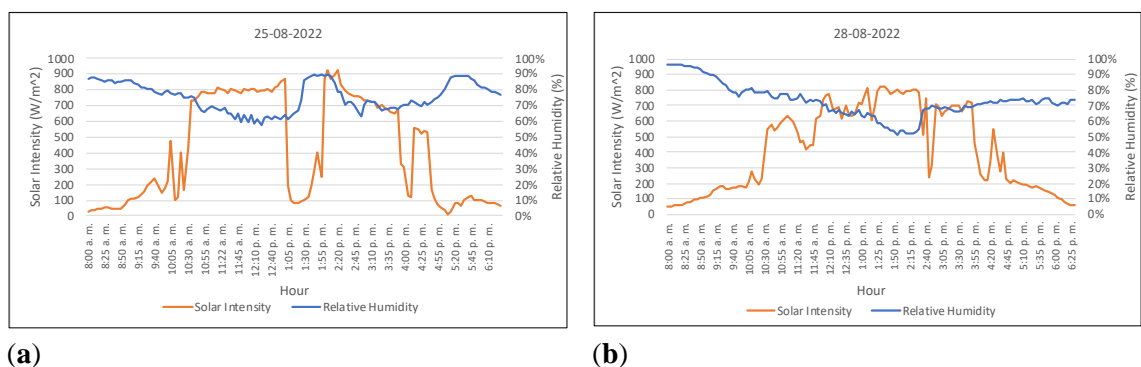 25-08-2022
1000
900
800
700
600
500
400
300
200
100
0
Solar Intensity (W/m^2)
100%
90%
80%
70%
60%
50%
40%
30%
20%
10%
0%
Relative Humidity (%)
8:00 a. m.
8:25 a. m.
8:50 a. m.
9:15 a. m.
9:40 a. m.
10:05 a. m.
10:30 a. m.
10:55 a. m.
11:22 a. m.
11:45 a. m.
12:10 p. m.
12:40 p. m.
1:05 p. m.
1:30 p. m.
1:55 p. m.
2:20 p. m.
2:45 p. m.
3:10 p. m.
3:35 p. m.
4:00 p. m.
4:25 p. m.
4:55 p. m.
5:20 p. m.
5:45 p. m.
6:10 p. m.
Hour
Solar Intensity
Relative Humidity
(a)
28-08-2022
1000
900
800
700
600
500
400
300
200
100
0
Solar Intensity (W/m^2)
100%
90%
80%
70%
60%
50%
40%
30%
20%
10%
0%
Relative Humidity (%)
8:00 a. m.
8:25 a. m.
8:50 a. m.
9:15 a. m.
9:40 a. m.
10:05 a. m.
10:30 a. m.
10:55 a. m.
11:20 a. m.
11:45 a. m.
12:10 p. m.
12:35 p. m.
1:00 p. m.
1:25 p. m.
1:50 p. m.
2:15 p. m.
2:40 p. m.
3:05 p. m.
3:30 p. m.
3:55 p. m.
4:20 p. m.
4:45 p. m.
5:10 p. m.
5:35 p. m.
6:00 p. m.
6:25 p. m.
Hour
Solar Intensity
Relative Humidity
(b)